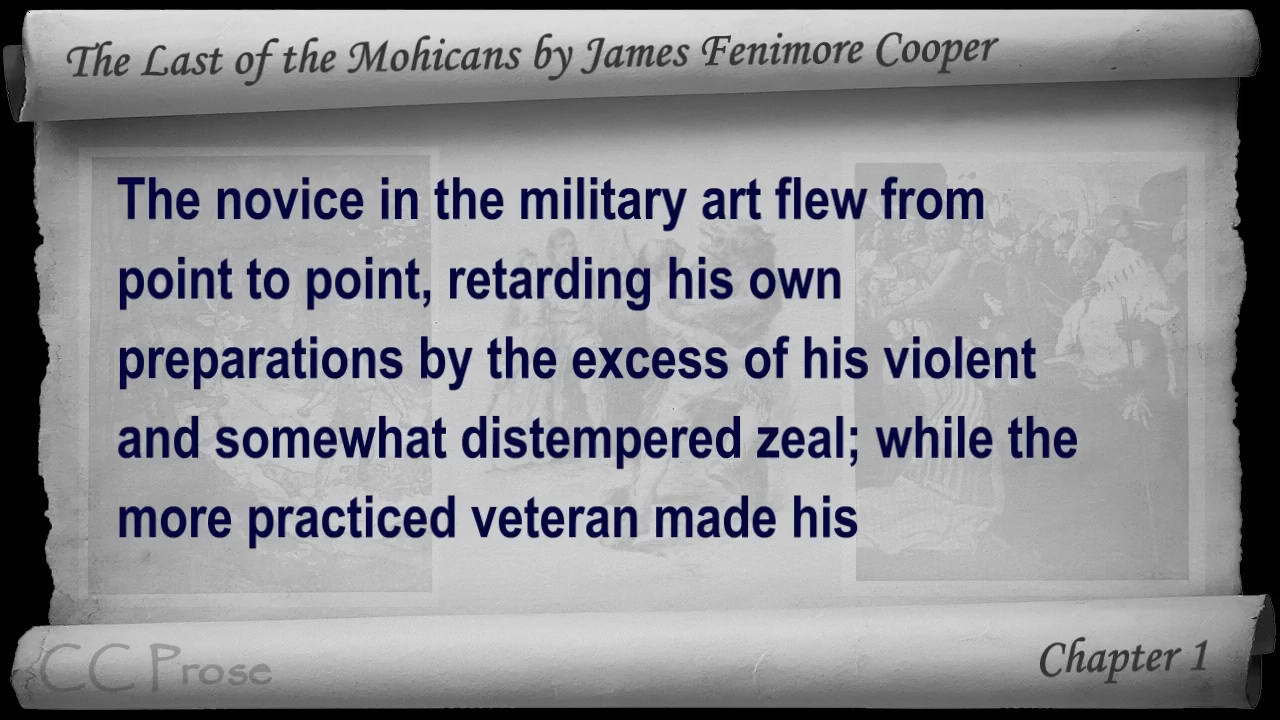 The Last of the Mohicans by James Fenimore Cooper
The novice in the military art flew from
point to point, retarding his own
preparations by the excess of his violent
and somewhat distempered zeal; while the
more practiced veteran made his
CC Prose
Chapter 1